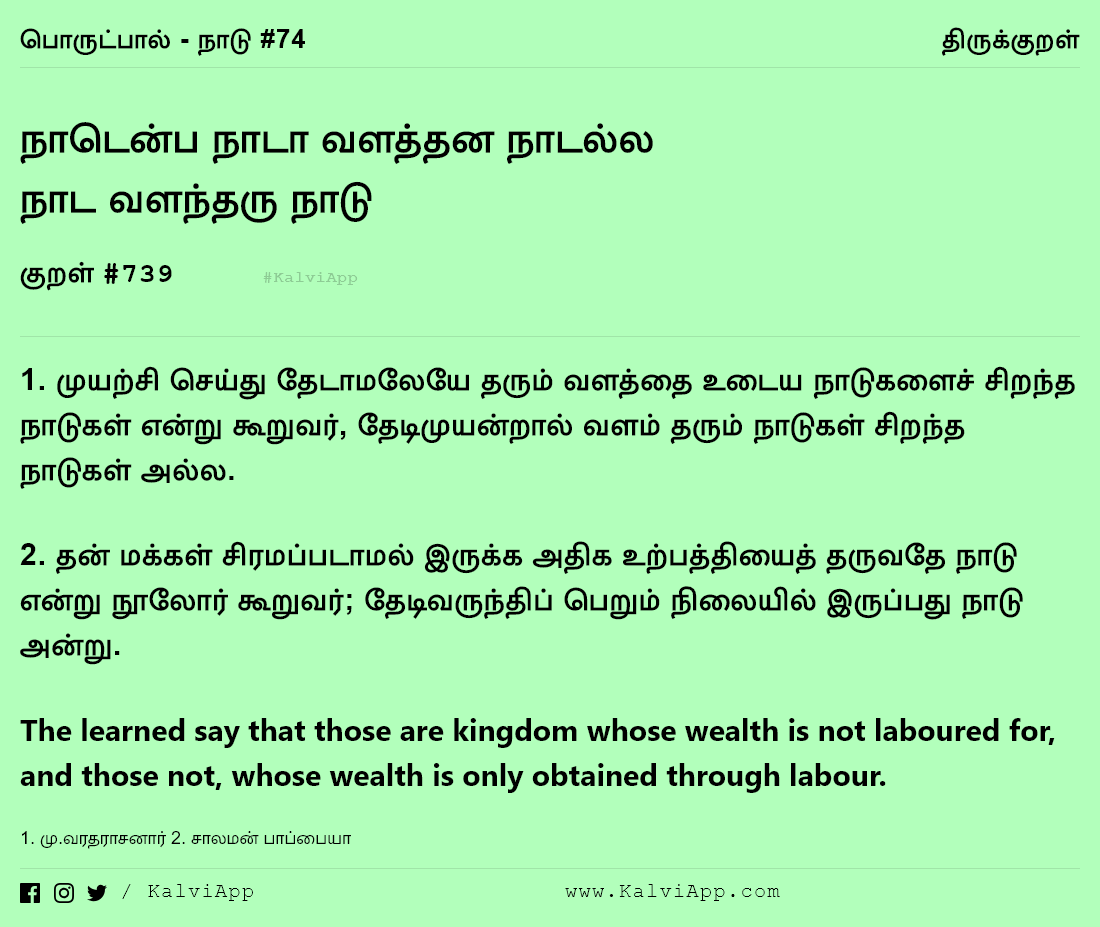 பொருட்பால் - நாடு #74 திருக்குறள்
நாடென்ப நாடா வளத்தன நாடல்ல
நாட வளந்தரு நாடு
குறள் #739 #KalviApp
1. முயற்சி செய்து தேடாமலேயே தரும் வளத்தை உடைய நாடுகளைச் சிறந்த
நாடுகள் என்று கூறுவர், தேடிமுயன்றால் வளம் தரும் நாடுகள் சிறந்த
நாடுகள் அல்ல.
2. தன் மக்கள் சிரமப்படாமல் இருக்க அதிக உற்பத்தியைத் தருவதே நாடு
என்று நூலோர் கூறுவர்; தேடிவருந்திப் பெறும் நிலையில் இருப்பது நாடு
அன்று.
The learned say that those are kingdom whose wealth is not laboured for,
and those not, whose wealth is only obtained through labour.
1. மு.வரதராசனார் 2. சாலமன் பாப்பையா
/ KalviApp www.KalviApp.com